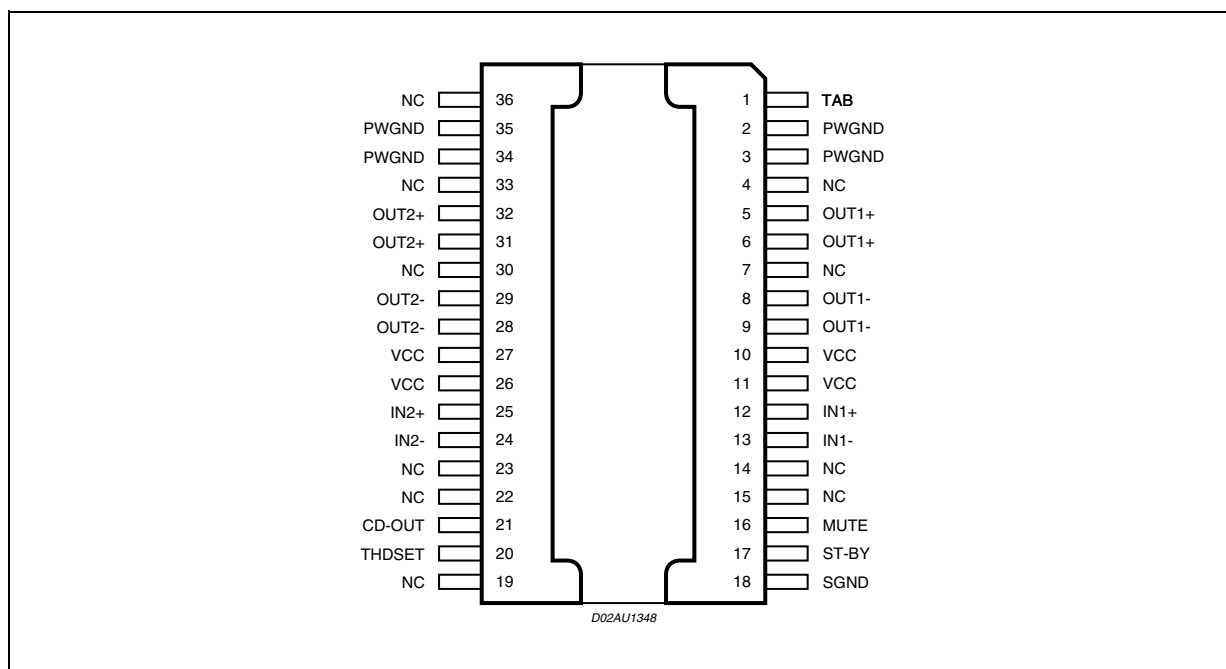 NC 36 1 TAB
PWGND 35 2 PWGND
PWGND 34 3 PWGND
NC 33 4 NC
OUT2+ 32 5 OUT1+
OUT2+ 31 6 OUT1+
NC 30 7 NC
OUT2- 29 8 OUT1-
OUT2- 28 9 OUT1-
VCC 27 10 VCC
VCC 26 11 VCC
IN2+ 25 12 IN1+
IN2- 24 13 IN1-
NC 23 14 NC
NC 22 15 NC
CD-OUT 21 16 MUTE
THDSET 20 17 ST-BY
NC 19 18 SGND
D02AU1348